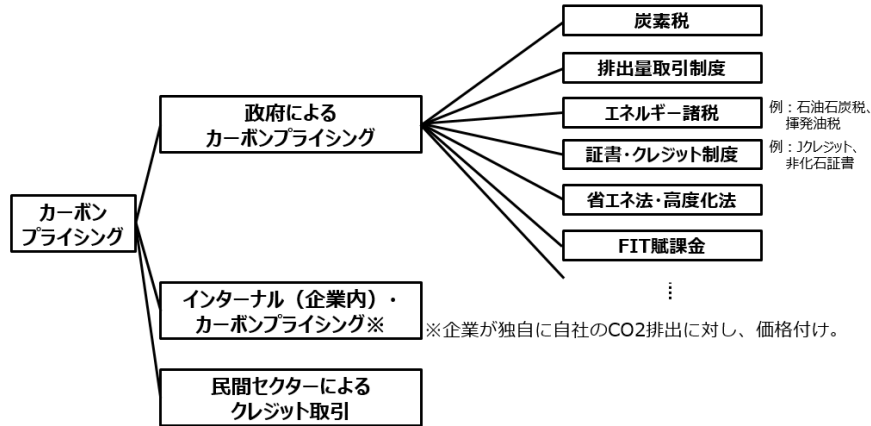 カーボン
プライシング
政府による
カーボンプライシング
炭素税
排出量取引制度
エネルギー諸税
例：石油石炭税、
揮発油税
証書・クレジット制度
例：Jクレジット、
非化石証書
省エネ法・高度化法
FIT賦課金
…
インターナル（企業内）・
カーボンプライシング※
※企業が独自に自社のCO2排出に対し、価格付け。
民間セクターによる
クレジット取引